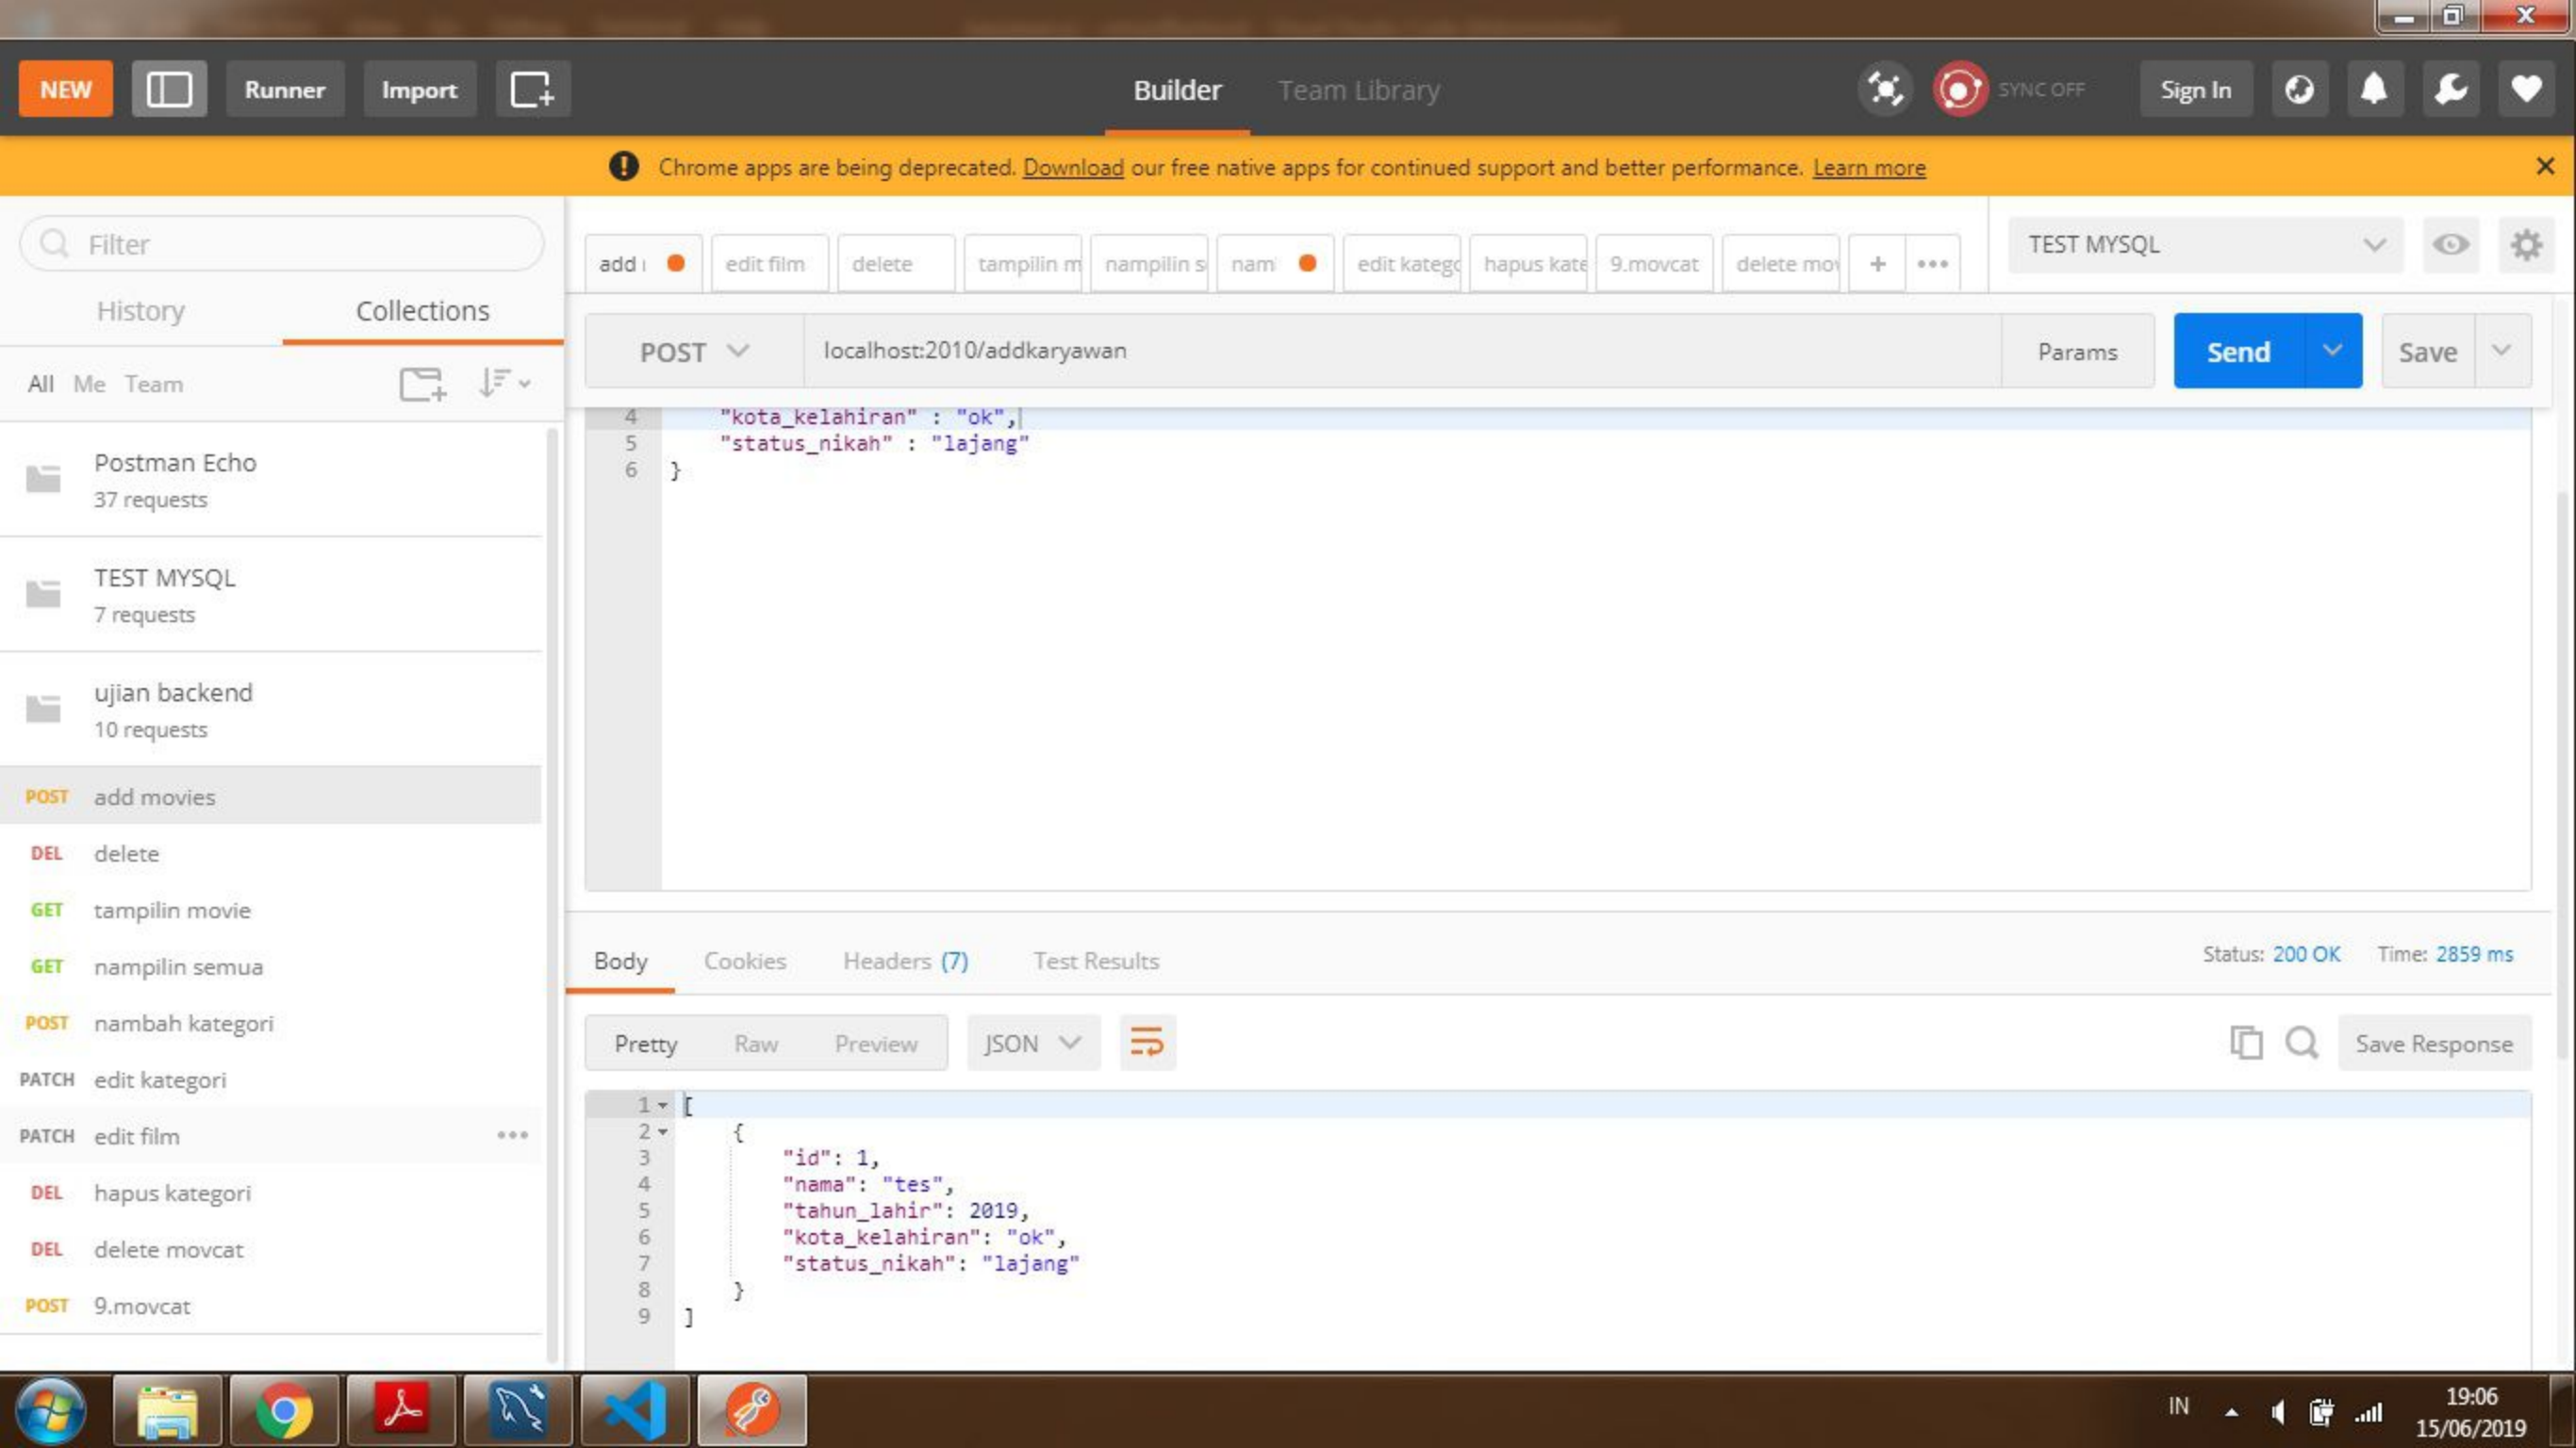 NEW
Runner
Import
Builder
Team Library
SYNC OFF
Sign In
Chrome apps are being deprecated. Download our free native apps for continued support and better performance. Learn more
Filter
History
Collections
All Me Team
Postman Echo
37 requests
TEST MYSQL
7 requests
ujian backend
10 requests
POST add movies
DEL delete
GET tampilin movie
GET nampilin semua
POST nambah kategori
PATCH edit kategori
PATCH edit film
DEL hapus kategori
DEL delete movcat
POST 9.movcat
add
edit film
delete
tampilin m
nampilin s
nam
edit katego
hapus kate
9.movcat
delete mov
TEST MYSQL
POST
localhost:2010/addkaryawan
Params
Send
Save
4 "kota_kelahiran" : "ok",
5 "status_nikah" : "lajang"
6 }
Body
Cookies
Headers (7)
Test Results
Status: 200 OK
Time: 2859 ms
Pretty
Raw
Preview
JSON
Save Response
1 [
2 {
3 "id": 1,
4 "nama": "tes",
5 "tahun_lahir": 2019,
6 "kota_kelahiran": "ok",
7 "status_nikah": "lajang"
8 }
9 ]
IN
19:06
15/06/2019